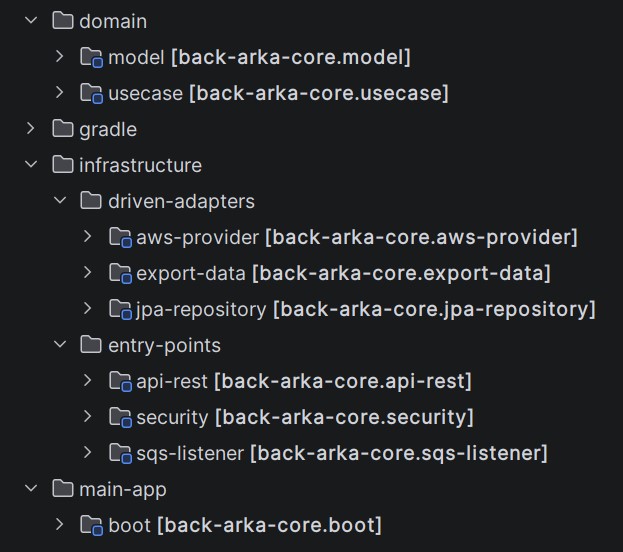 domain
model [back-arka-core.model]
usecase [back-arka-core.usecase]
gradle
infrastructure
driven-adapters
aws-provider [back-arka-core.aws-provider]
export-data [back-arka-core.export-data]
jpa-repository [back-arka-core.jpa-repository]
entry-points
api-rest [back-arka-core.api-rest]
security [back-arka-core.security]
sqs-listener [back-arka-core.sqs-listener]
main-app
boot [back-arka-core.boot]